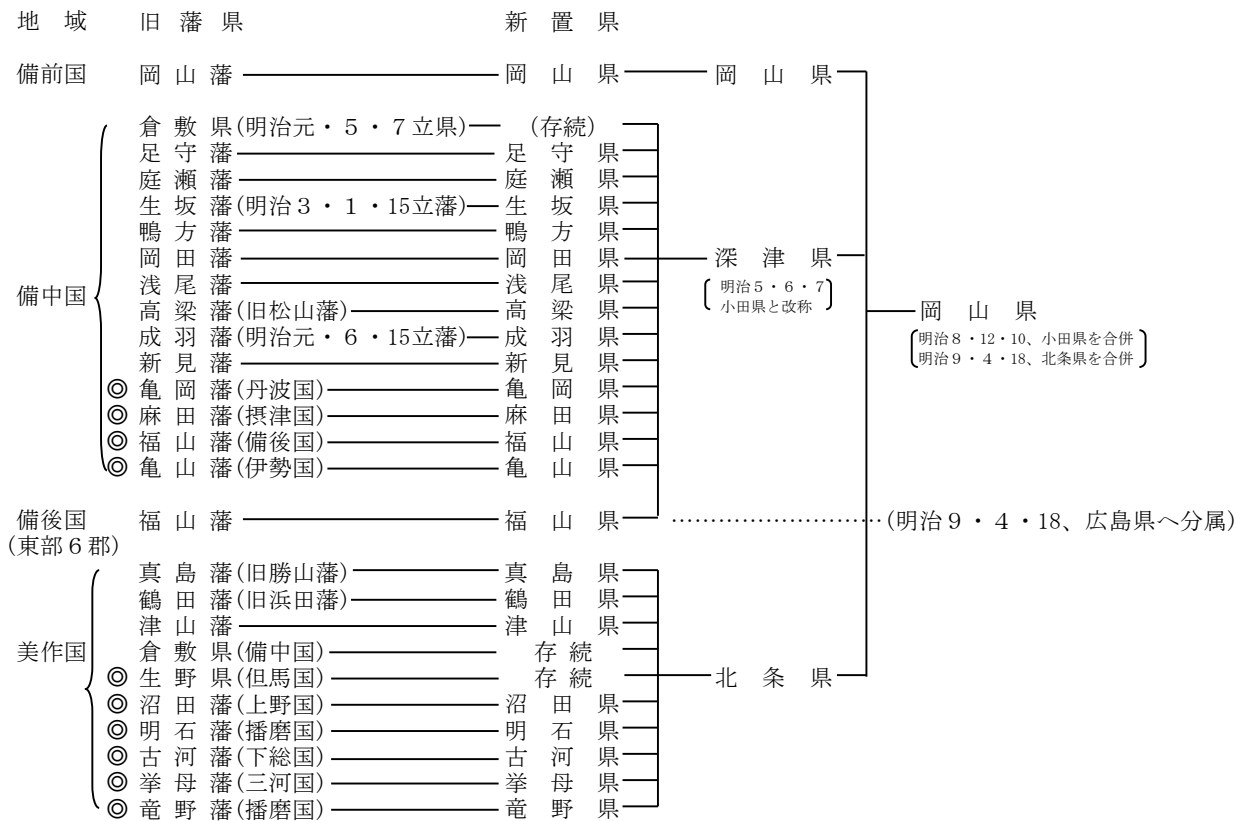 地　域　旧　藩　県　新　置　県
備前国　岡　山　藩　岡　山　県　岡　山　県
倉　敷　県(明治元・５・７立県)　(存続)
足　守　藩　足　守　県
庭　瀬　藩　庭　瀬　県
生　坂　藩(明治３・１・15立藩)　生　坂　県
鴨　方　藩　鴨　方　県
岡　田　藩　岡　田　県　深　津　県
備中国　浅　尾　藩　浅　尾　県　明治５・６・７
高　梁　藩(旧松山藩)　高　梁　県　小田県と改称　岡　山　県
成　羽　藩(明治元・６・15立藩)　成　羽　県　明治８・12・10、小田県を合併
新　見　藩　新　見　県　明治９・４・18、北条県を合併
◎　亀　岡　藩(丹波国)　亀　岡　県
◎　麻　田　藩(摂津国)　麻　田　県
◎　福　山　藩(備後国)　福　山　県
◎　亀　山　藩(伊勢国)　亀　山　県
備後国　福　山　藩　福　山　県　……………………(明治９・４・18、広島県へ分属)
(東部６郡)
真　島　藩(旧勝山藩)　真　島　県
鶴　田　藩(旧浜田藩)　鶴　田　県
津　山　藩　津　山　県
美作国　倉　敷　県(備中国)　存　続
◎　生　野　県(但馬国)　存　続　北　条　県
◎　沼　田　藩(上野国)　沼　田　県
◎　明　石　藩(播磨国)　明　石　県
◎　古　河　藩(下総国)　古　河　県
◎　挙　母　藩(三河国)　挙　母　県
◎　竜　野　藩(播磨国)　竜　野　県